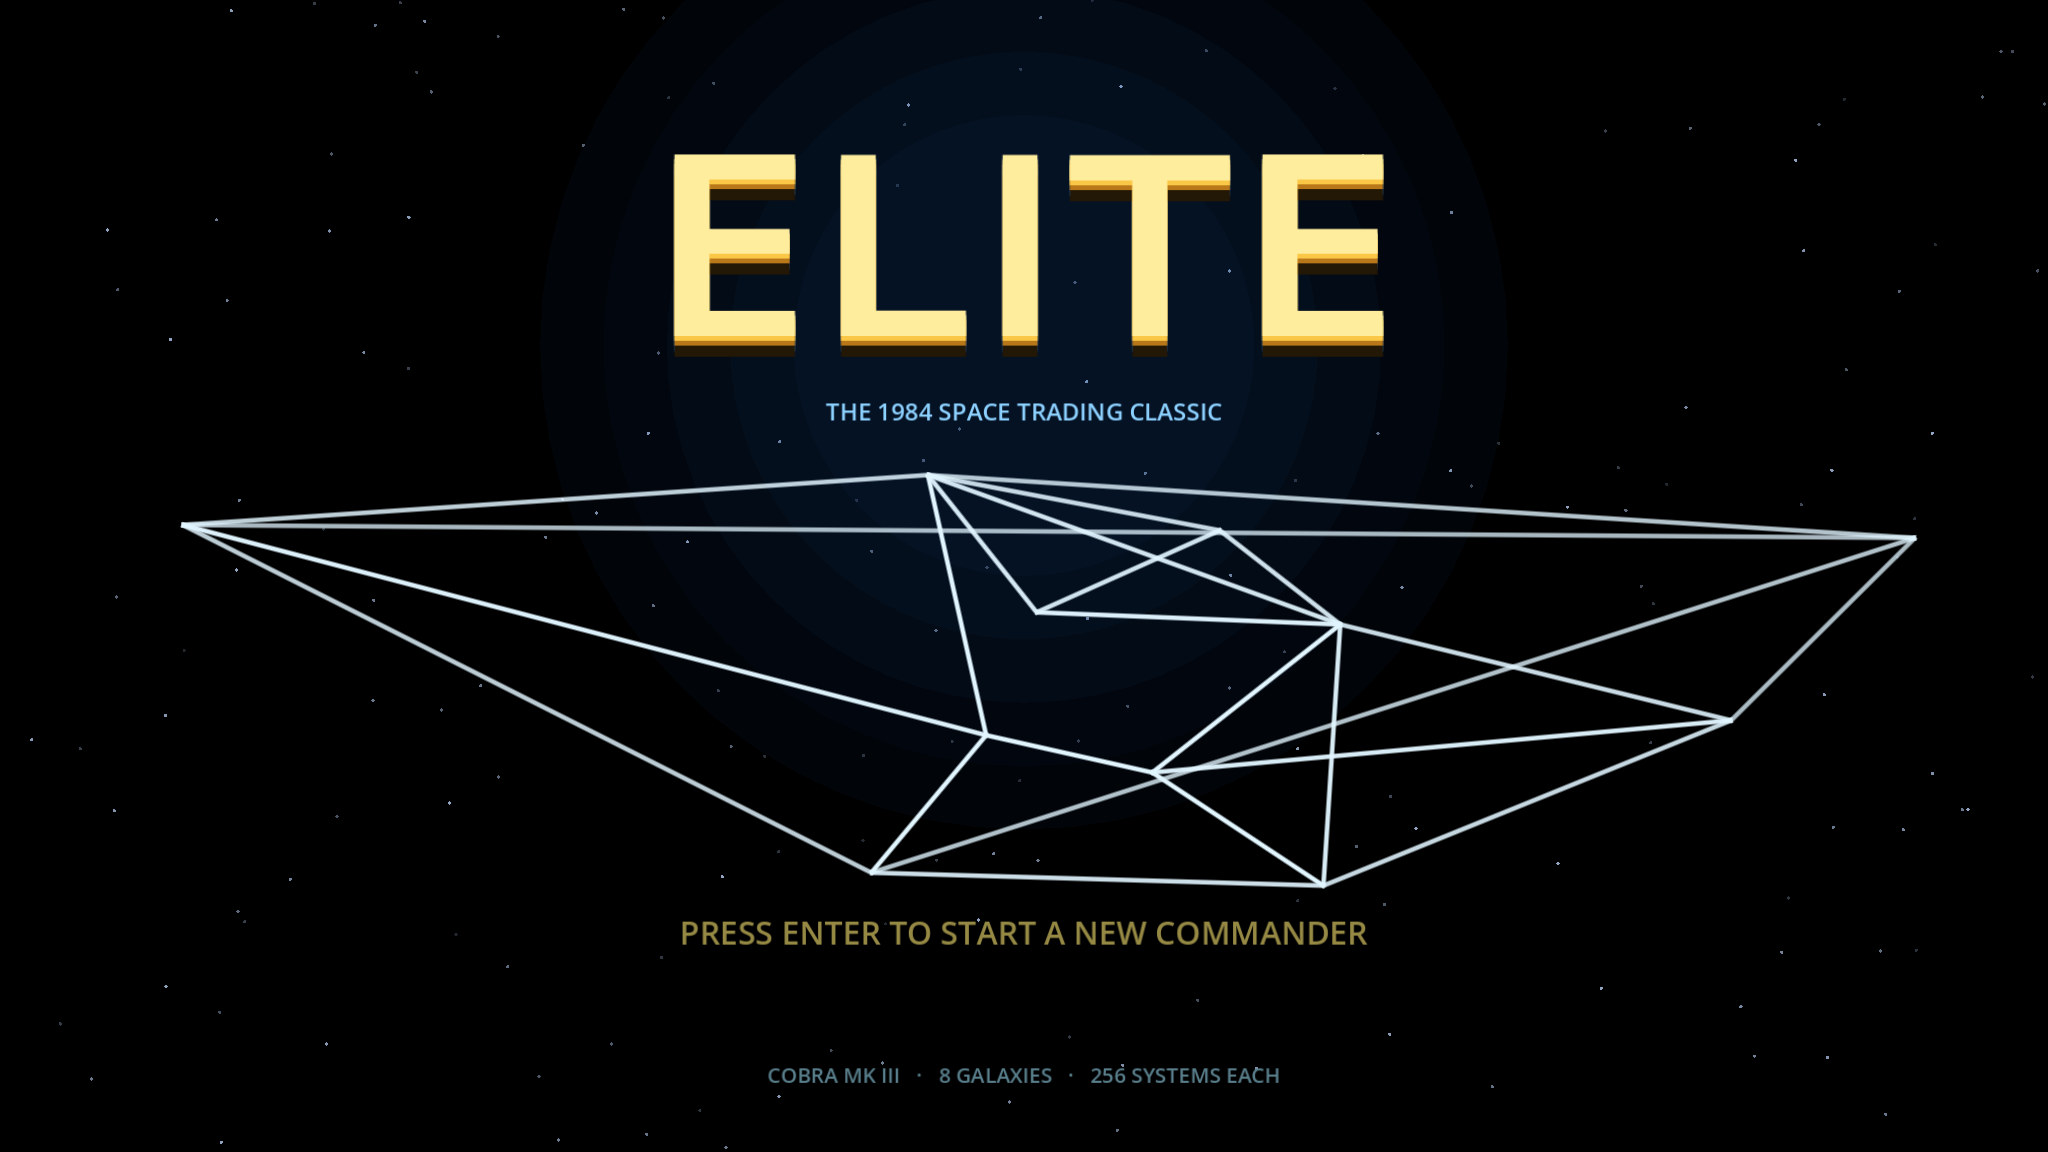 ELITE
THE 1984 SPACE TRADING CLASSIC
PRESS ENTER TO START A NEW COMMANDER
COBRA MK III · 8 GALAXIES · 256 SYSTEMS EACH